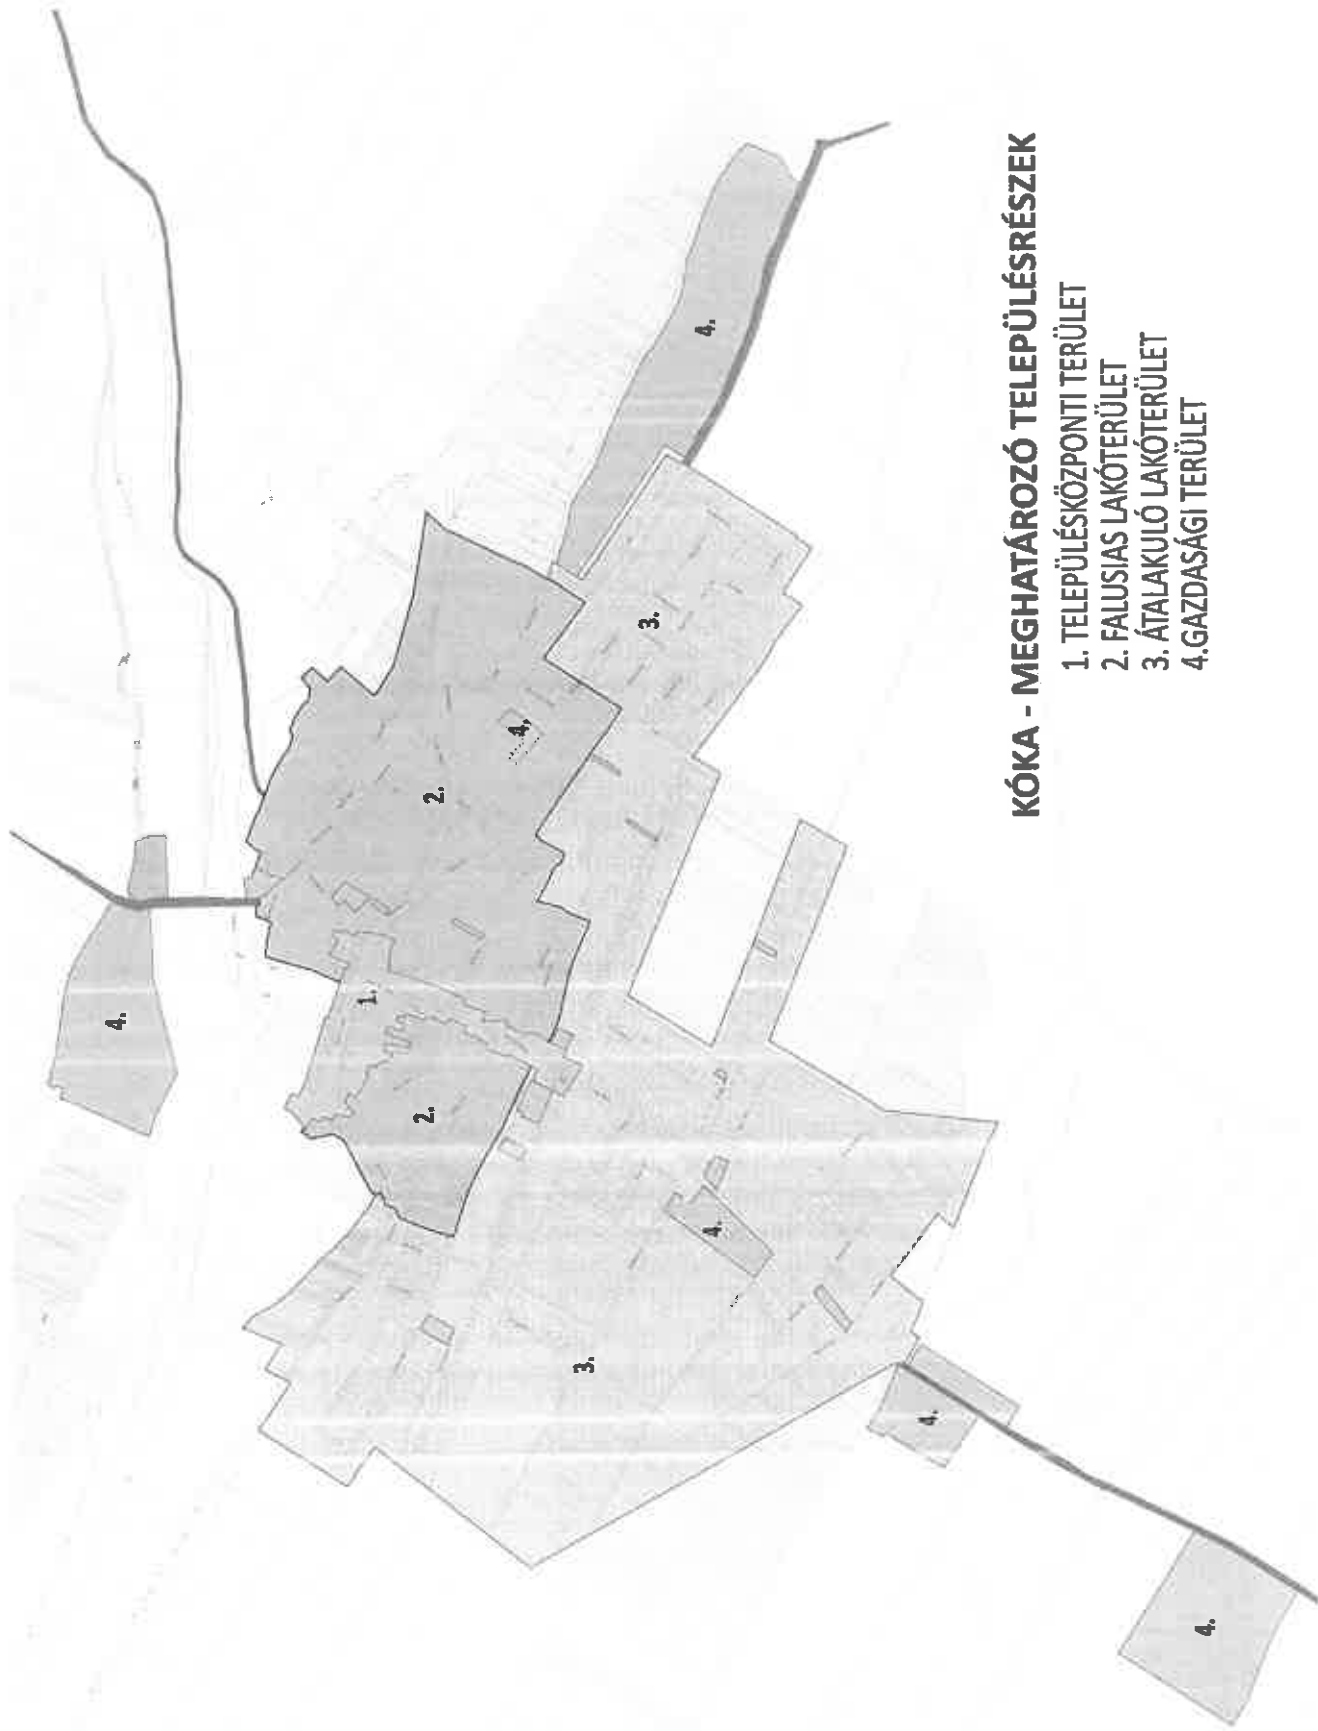 KÓKA - MEGHATÁROZÓ TELEPÜLÉSRÉSZEK
1. TELEPÜLÉSKÖZPONTI TERÜLET
2. FALUSIAS LAKÓTERÜLET
3. ÁTALAKULÓ LAKÓTERÜLET
4.GAZDASÁGI TERÜLET
4.
4.
1.
2.
2.
4.
3.
4.
3.
4.
4.
4.